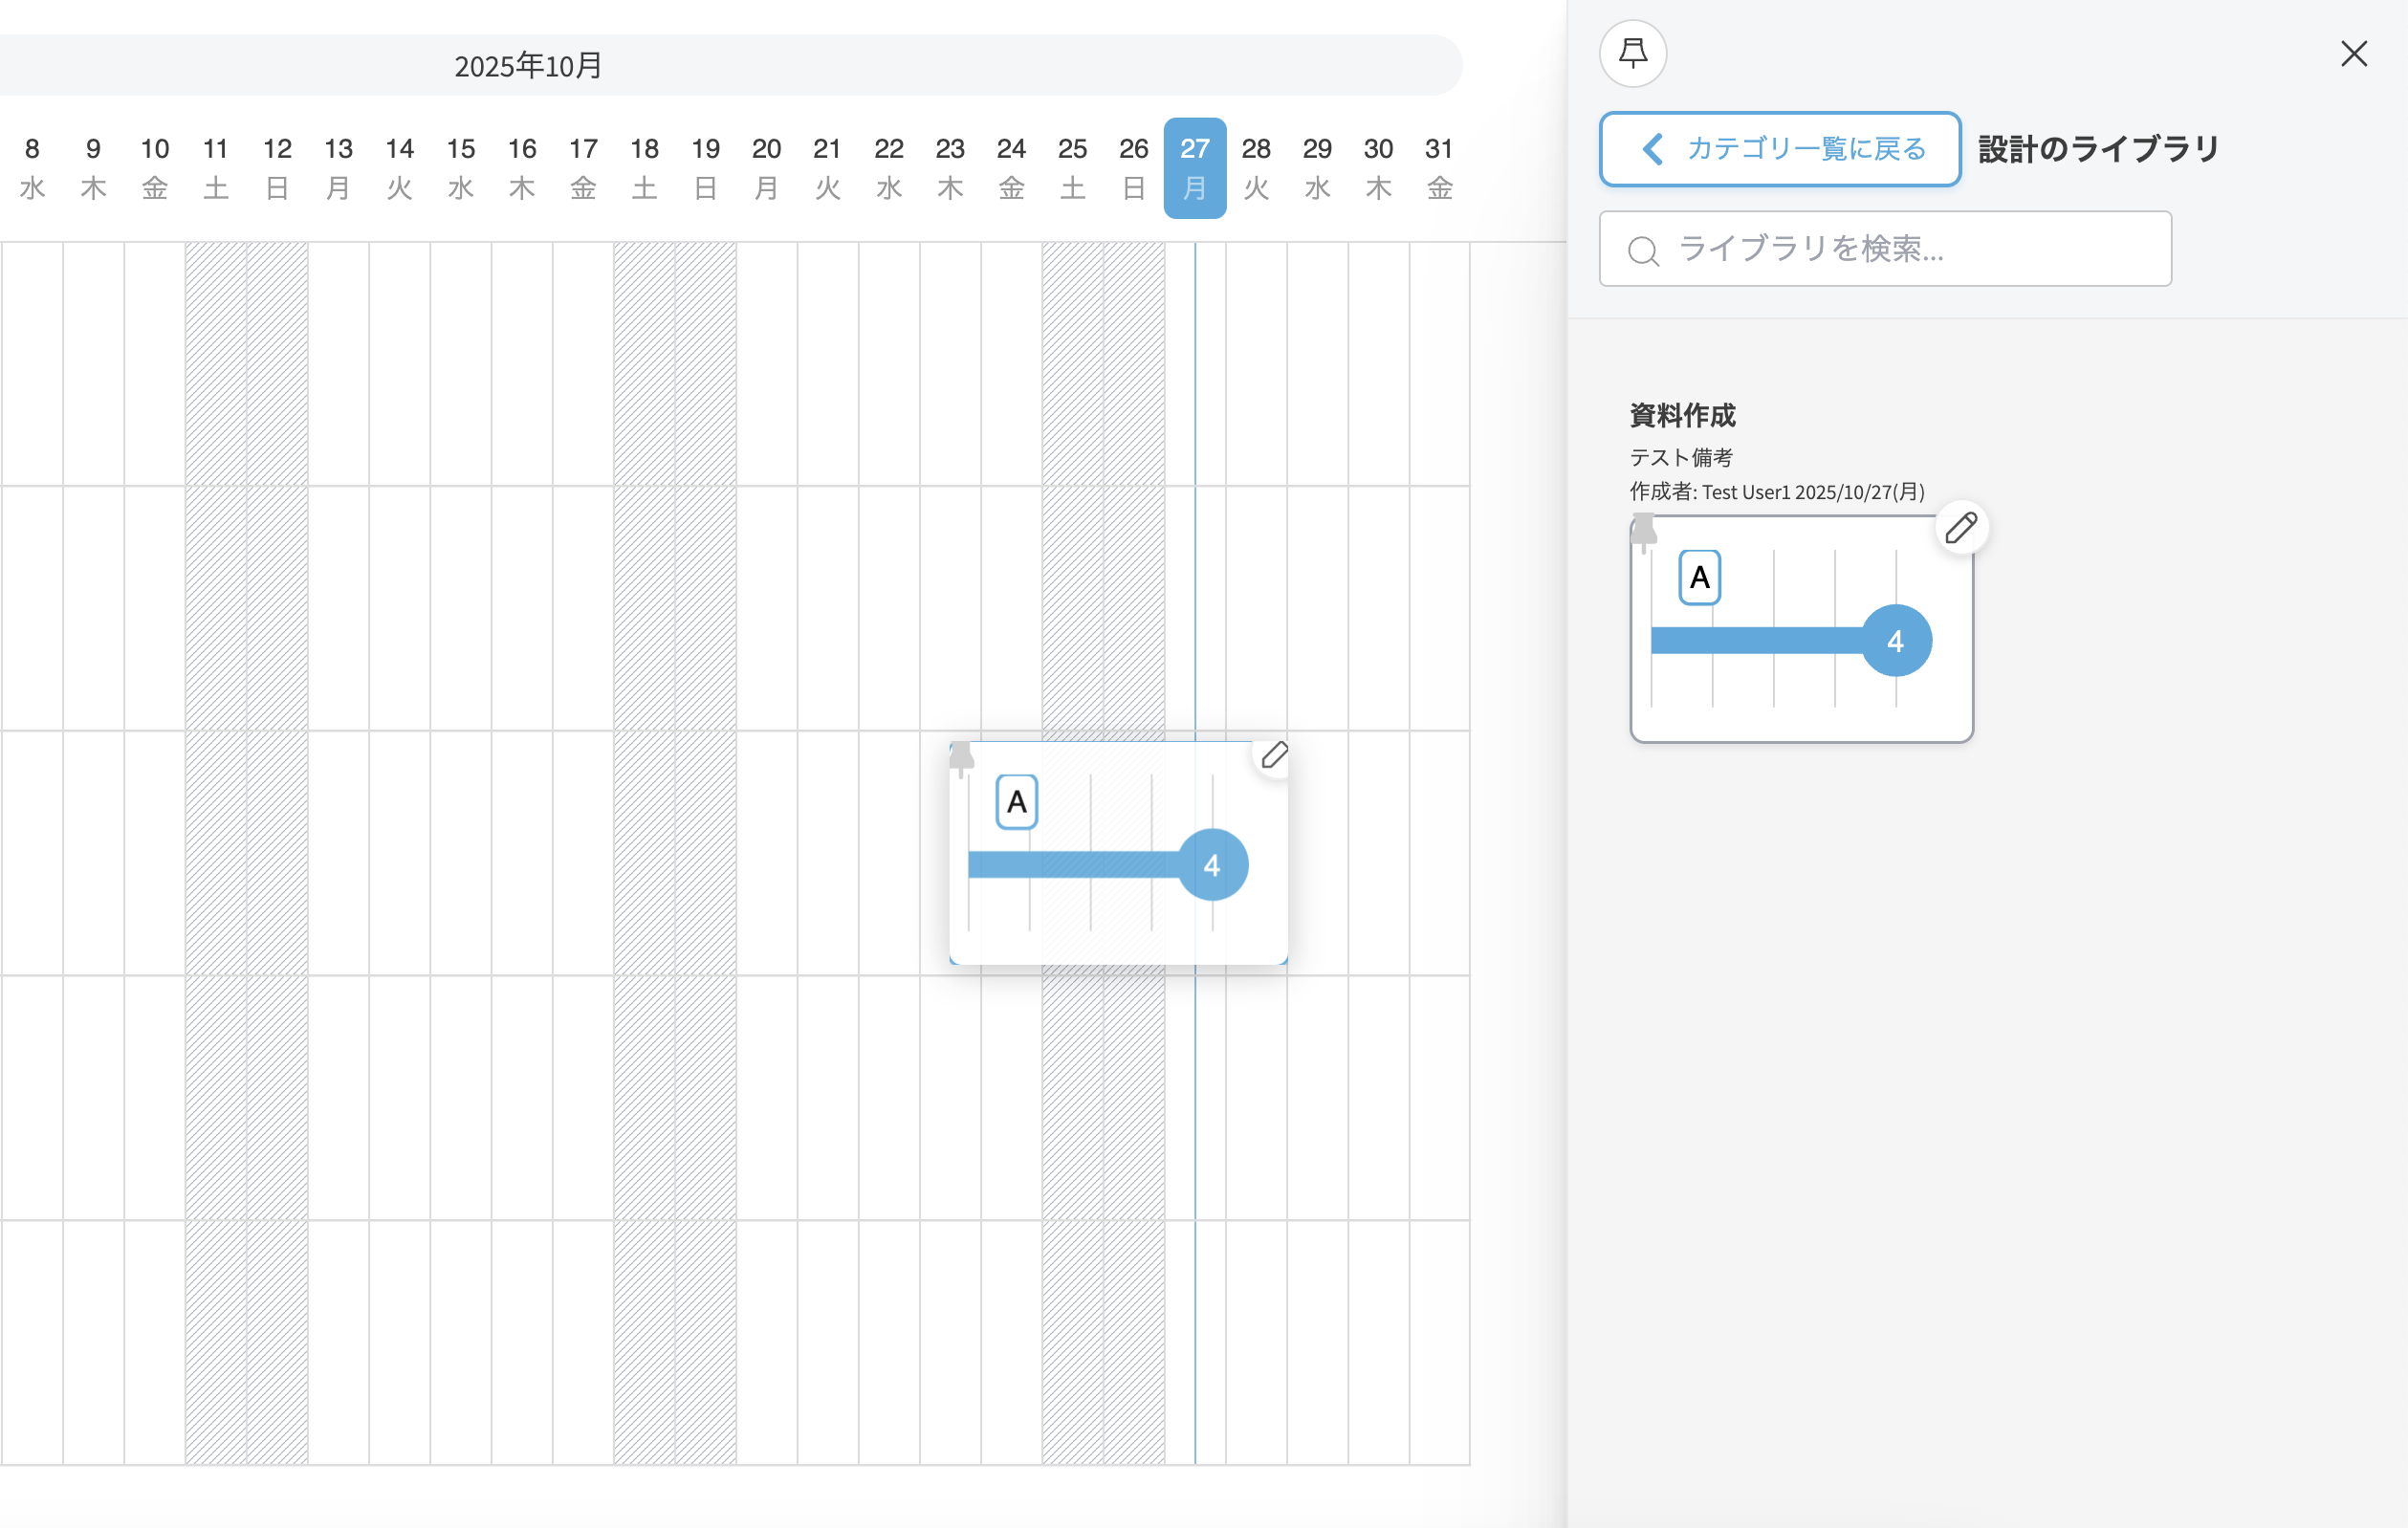 2025年10月
8 9 10 11 12 13 14 15 16 17 18 19 20 21 22 23 24 25 26 27 28 29 30 31
水 木 金 土 日 月 火 水 木 金 土 日 月 火 水 木 金 土 日 月 火 水 木 金
A
4
カテゴリ一覧に戻る 設計のライブラリ
ライブラリを検索...
資料作成
テスト備考
作成者: Test User1 2025/10/27(月)
A
4